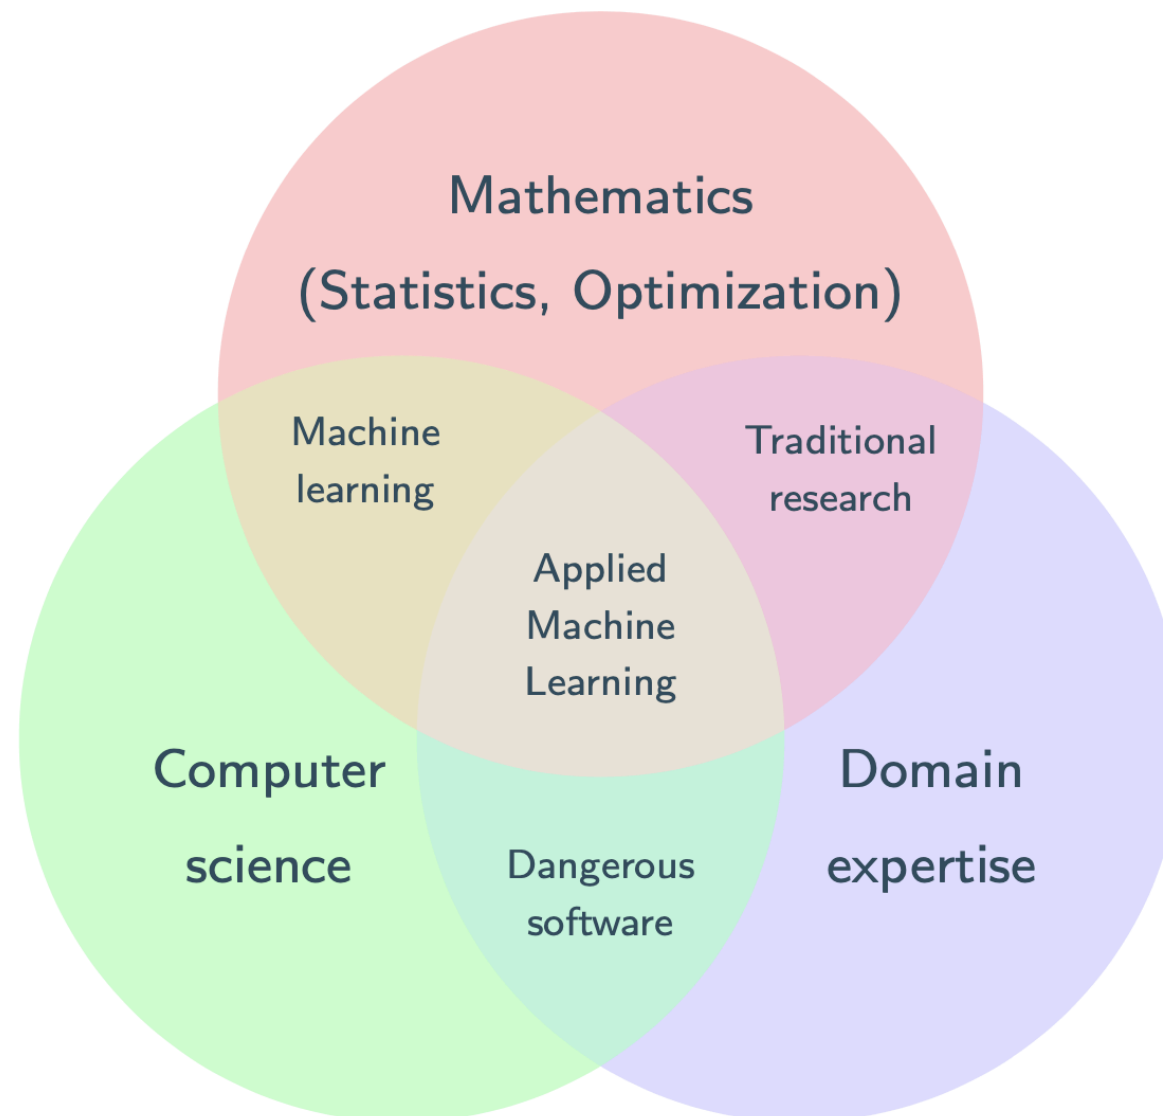 Mathematics
(Statistics, Optimization)
Machine
learning
Traditional
research
Applied
Machine
Learning
Computer
science
Domain
expertise
Dangerous
software